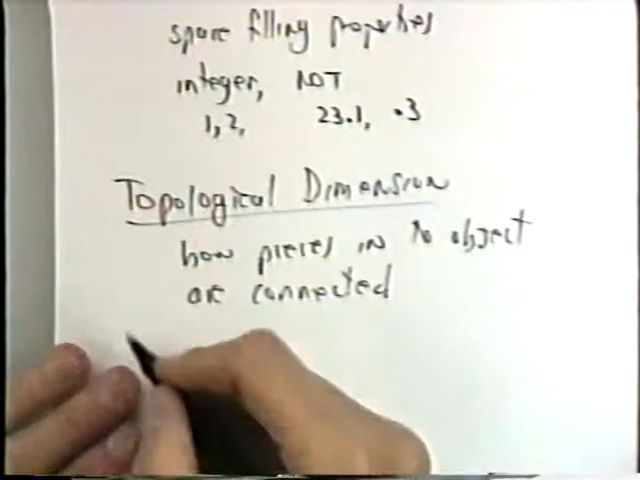 space filling properties
integer, NOT
1, 2, 23.1, .3
Topological Dimension
how pieces in the object
are connected